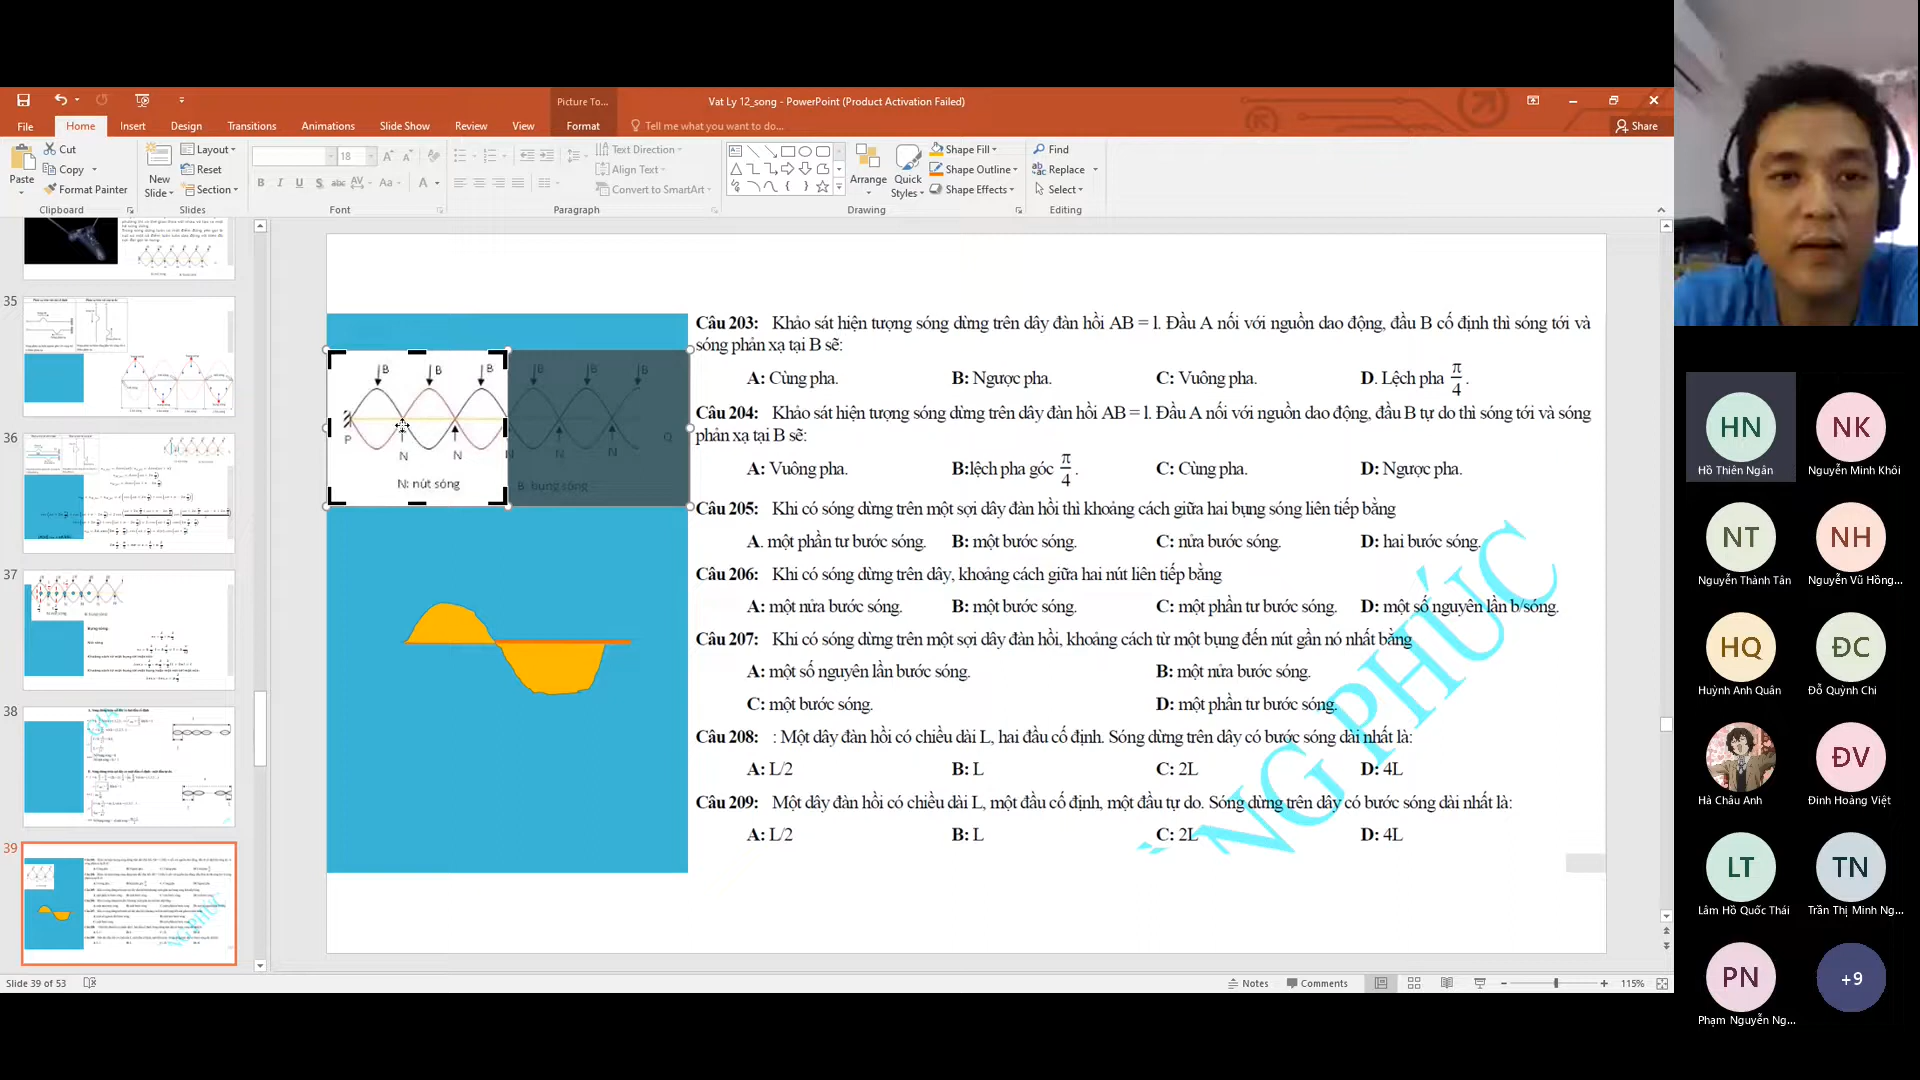 Picture To...
Vat Ly 12_song - PowerPoint (Product Activation Failed)
File Home Insert Design Transitions Animations Slide Show Review View Format Tell me what you want to do... Share
Paste Cut Copy Format Painter
Clipboard
New Slide Layout Reset Section
Slides
18
B I U S abc AV Aa A
Font
Text Direction
Align Text
Convert to SmartArt
Paragraph
Arrange Quick Styles Shape Fill Shape Outline Shape Effects
Drawing
Find
Replace
Select
Editing
35
36
37
38
39
B B B B B B
P Q
N N N N N
N: nút sóng B: bụng sóng
Câu 203: Khảo sát hiện tượng sóng dừng trên dây đàn hồi AB = l. Đầu A nối với nguồn dao động, đầu B cố định thì sóng tới và
sóng phản xạ tại B sẽ:
A: Cùng pha. B: Ngược pha. C: Vuông pha. D. Lệch pha π/4.
Câu 204: Khảo sát hiện tượng sóng dừng trên dây đàn hồi AB = l. Đầu A nối với nguồn dao động, đầu B tự do thì sóng tới và sóng
phản xạ tại B sẽ:
A: Vuông pha. B:lệch pha góc π/4. C: Cùng pha. D: Ngược pha.
Câu 205: Khi có sóng dừng trên một sợi dây đàn hồi thì khoảng cách giữa hai bụng sóng liên tiếp bằng
A. một phần tư bước sóng. B: một bước sóng. C: nửa bước sóng. D: hai bước sóng.
Câu 206: Khi có sóng dừng trên dây, khoảng cách giữa hai nút liên tiếp bằng
A: một nửa bước sóng. B: một bước sóng. C: một phần tư bước sóng. D: một số nguyên lần b/sóng.
Câu 207: Khi có sóng dừng trên một sợi dây đàn hồi, khoảng cách từ một bụng đến nút gần nó nhất bằng
A: một số nguyên lần bước sóng. B: một nửa bước sóng.
C: một bước sóng. D: một phần tư bước sóng.
Câu 208: : Một dây đàn hồi có chiều dài L, hai đầu cố định. Sóng dừng trên dây có bước sóng dài nhất là:
A: L/2 B: L C: 2L D: 4L
Câu 209: Một dây đàn hồi có chiều dài L, một đầu cố định, một đầu tự do. Sóng dừng trên dây có bước sóng dài nhất là:
A: L/2 B: L C: 2L D: 4L
NG PHÚC
Slide 39 of 53 Notes Comments 115%
HN NK
Hồ Thiên Ngân Nguyễn Minh Khôi
NT NH
Nguyễn Thành Tân Nguyễn Vũ Hồng...
HQ ĐC
Huỳnh Anh Quân Đỗ Quỳnh Chi
ĐV
Hà Châu Anh Đinh Hoàng Việt
LT TN
Lâm Hồ Quốc Thái Trần Thị Minh Ng...
PN +9
Phạm Nguyễn Ng...